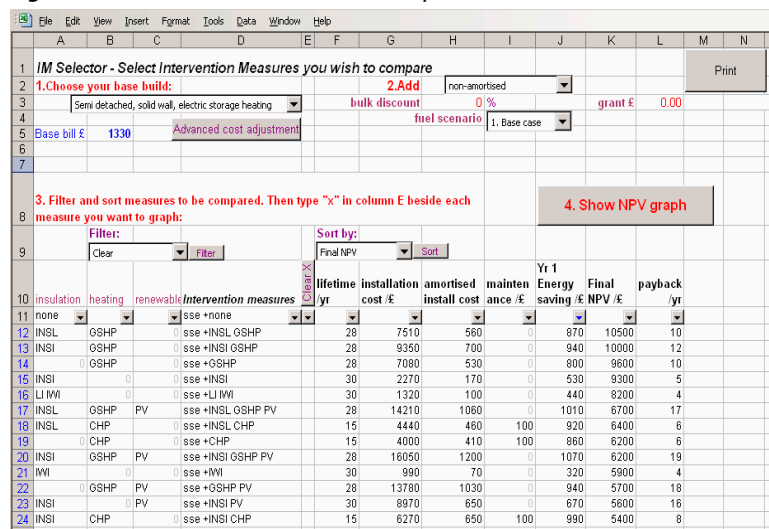 File Edit View Insert Format Tools Data Window Help
A B C D E F G H I J K L M N
1 IM Selector - Select Intervention Measures you wish to compare Print
2 1.Choose your base build: 2.Add non-amortised
3 Semi detached, solid wall, electric storage heating bulk discount 0 % grant £ 0.00
4 fuel scenario 1. Base case
5 Base bill £ 1330 Advanced cost adjustment
6
7
3. Filter and sort measures to be compared. Then type "x" in column E beside each
8 measure you want to graph: 4. Show NPV graph
Filter: Sort by:
9 Clear Filter Final NPV Sort
Clear X Yr 1
lifetime installation amortised mainten Energy Final payback
10 insulation heating renewable Intervention measures /yr cost /£ install cost ance /£ saving /£ NPV /£ /yr
11 none sse +none
12 INSL GSHP 0 sse +INSL GSHP 28 7510 560 0 870 10500 10
13 INSI GSHP 0 sse +INSI GSHP 28 9350 700 0 940 10000 12
14 0 GSHP 0 sse +GSHP 28 7080 530 0 800 9600 10
15 INSI 0 0 sse +INSI 30 2270 170 0 530 9300 5
16 LI IWI 0 0 sse +LI IWI 30 1320 100 0 440 8200 4
17 INSL GSHP PV sse +INSL GSHP PV 28 14210 1060 0 1010 6700 17
18 INSL CHP 0 sse +INSL CHP 15 4440 460 100 920 6400 6
19 0 CHP 0 sse +CHP 15 4000 410 100 860 6200 6
20 INSI GSHP PV sse +INSI GSHP PV 28 16050 1200 0 1070 6200 19
21 IWI 0 0 sse +IWI 30 990 70 0 320 5900 4
22 0 GSHP PV sse +GSHP PV 28 13780 1030 0 940 5700 18
23 INSI 0 PV sse +INSI PV 30 8970 650 0 670 5600 16
24 INSI CHP 0 sse +INSI CHP 15 6270 650 100 990 5400